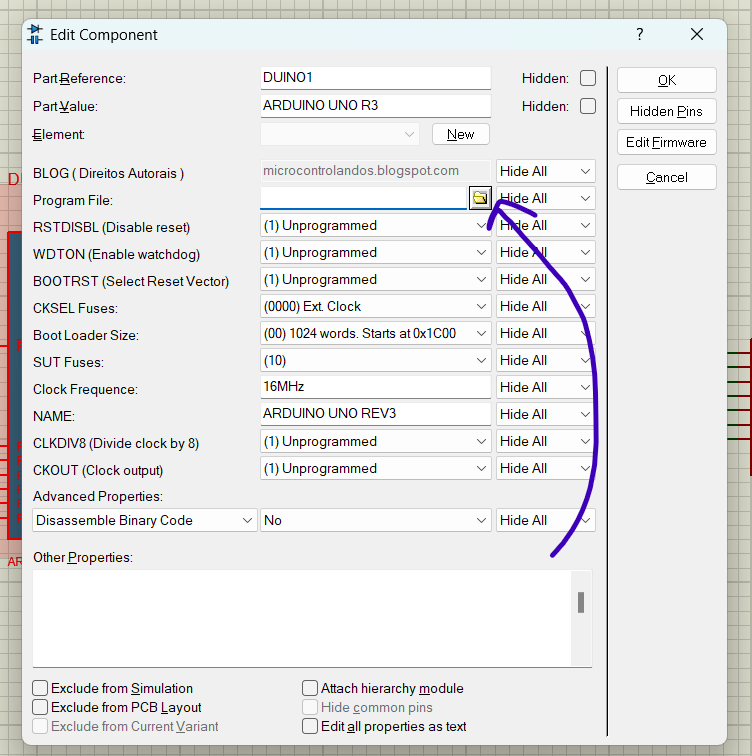 Edit Component
?
Part Reference: DUINO1 Hidden:
OK
Part Value: ARDUINO UNO R3 Hidden:
Hidden Pins
Element: New
Edit Firmware
BLOG ( Direitos Autorais ) microcontrolandos.blogspot.com Hide All
Cancel
Program File: Hide All
RSTDISBL (Disable reset) (1) Unprogrammed Hide All
WDTON (Enable watchdog) (1) Unprogrammed Hide All
BOOTRST (Select Reset Vector) (1) Unprogrammed Hide All
CKSEL Fuses: (0000) Ext. Clock Hide All
Boot Loader Size: (00) 1024 words. Starts at 0x1C00 Hide All
SUT Fuses: (10) Hide All
Clock Frequence: 16MHz Hide All
NAME: ARDUINO UNO REV3 Hide All
CLKDIV8 (Divide clock by 8) (1) Unprogrammed Hide All
CKOUT (Clock output) (1) Unprogrammed Hide All
Advanced Properties:
Disassemble Binary Code No Hide All
Other Properties:
Exclude from Simulation Attach hierarchy module
Exclude from PCB Layout Hide common pins
Exclude from Current Variant Edit all properties as text